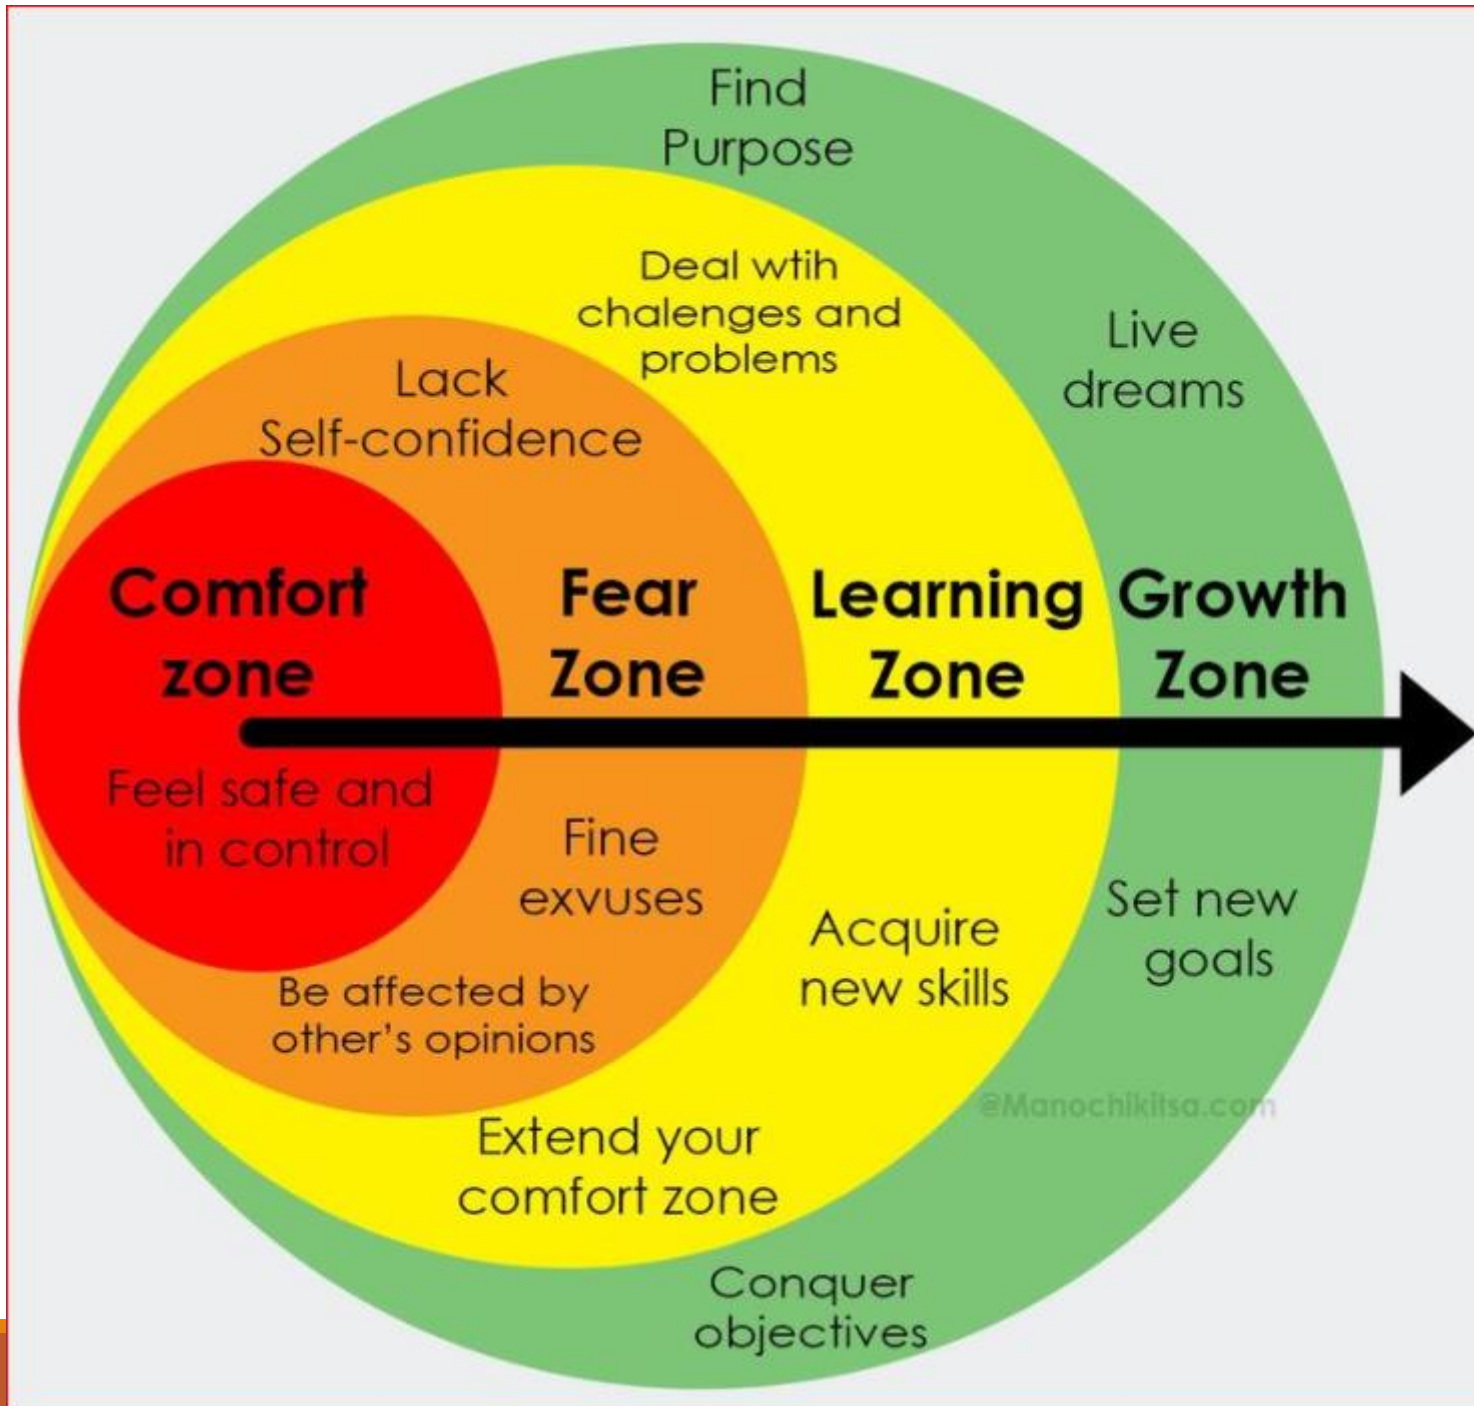 Find
Purpose
Deal wtih
chalenges and
problems
Live
dreams
Lack
Self-confidence
Comfort
zone
Fear
Zone
Learning
Zone
Growth
Zone
Feel safe and
in control
Fine
exvuses
Be affected by
other's opinions
Acquire
new skills
Set new
goals
@Manochikitsa.com
Extend your
comfort zone
Conquer
objectives